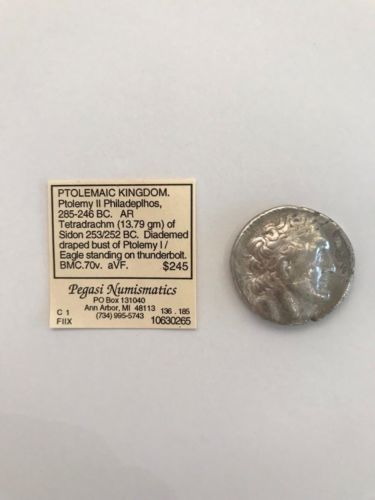 PTOLEMAIC KINGDOM.
Ptolemy II Philadeplhos,
285-246 BC. AR
Tetradrachm (13.79 gm) of
Sidon 253/252 BC. Diademed
draped bust of Ptolemy I /
Eagle standing on thunderbolt.
BMC.70v. aVF. $245
Pegasi Numismatics
PO Box 131040
Ann Arbor, MI 48113
(734) 995-5743
C 1
FIIX
136 . 185
10630265